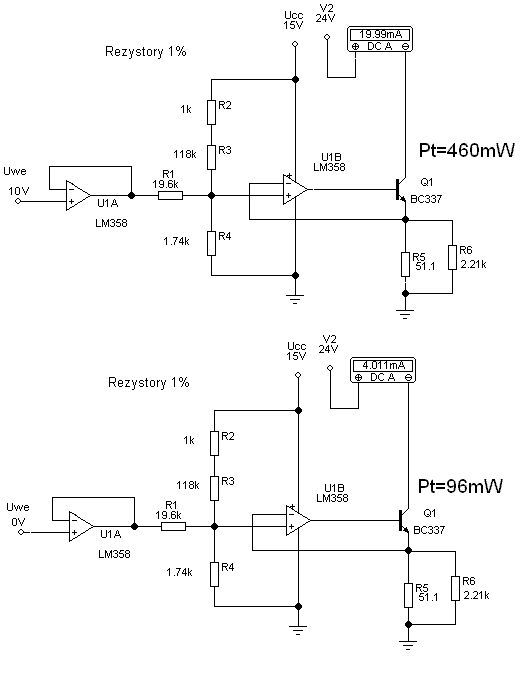 Ucc
15V
V2
24V
19.99mA
⊕ DC A ⊖
Rezystory 1%
1k
R2
118k
R3
Pt=460mW
U1B
LM358
Uwe
10V
R1
19.6k
Q1
BC337
U1A
LM358
1.74k
R4
R5
51.1
R6
2.21k
Ucc
15V
V2
24V
4.011mA
⊕ DC A ⊖
Rezystory 1%
1k
R2
118k
R3
Pt=96mW
U1B
LM358
Uwe
0V
R1
19.6k
Q1
BC337
U1A
LM358
1.74k
R4
R5
51.1
R6
2.21k